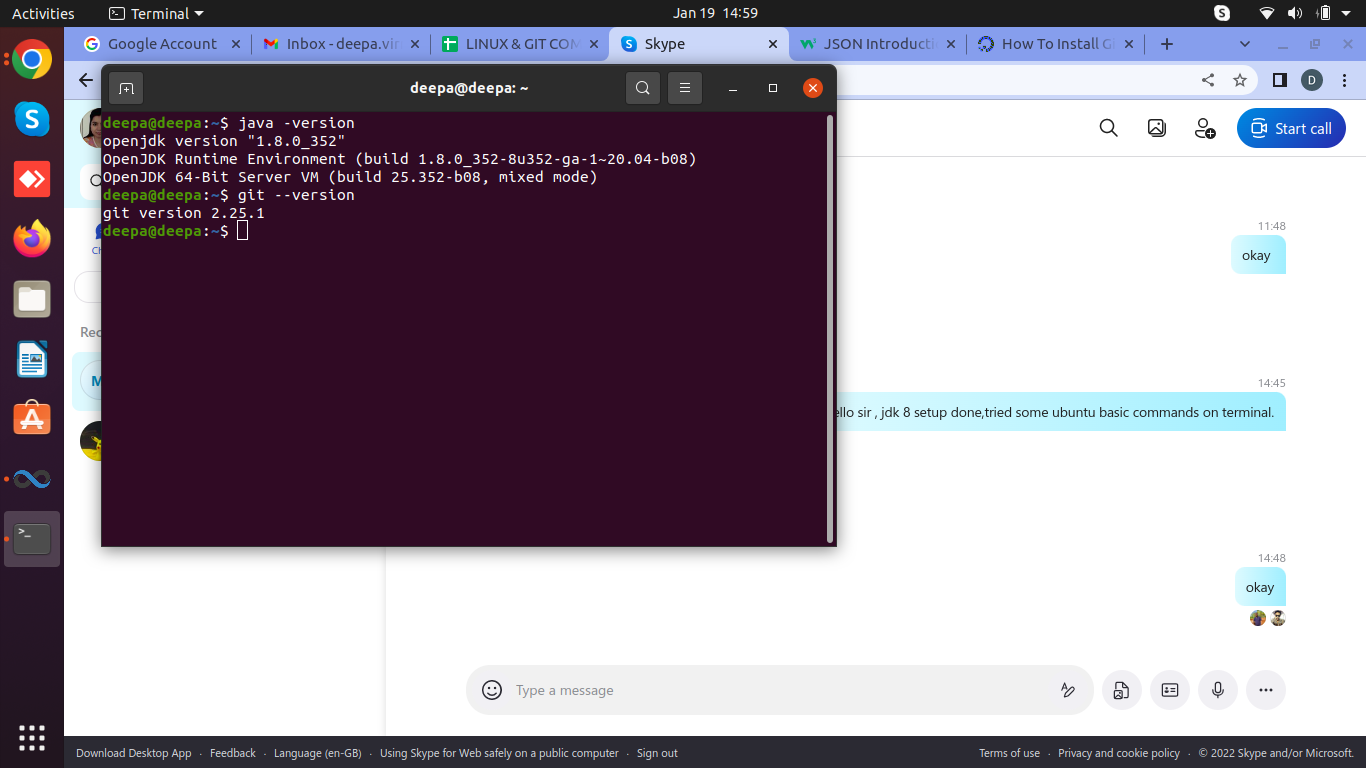 Activities
Terminal
Jan 19 14:59
Google Account
Inbox - deepa.vir
LINUX & GIT COM
Skype
JSON Introducti
How To Install Gi
D
deepa@deepa: ~
deepa@deepa:~$ java -version
openjdk version "1.8.0_352"
OpenJDK Runtime Environment (build 1.8.0_352-8u352-ga-1~20.04-b08)
OpenJDK 64-Bit Server VM (build 25.352-b08, mixed mode)
deepa@deepa:~$ git --version
git version 2.25.1
deepa@deepa:~$
Start call
11:48
okay
Rec
M
14:45
ello sir , jdk 8 setup done,tried some ubuntu basic commands on terminal.
14:48
okay
Type a message
Download Desktop App · Feedback · Language (en-GB) · Using Skype for Web safely on a public computer · Sign out
Terms of use · Privacy and cookie policy · © 2022 Skype and/or Microsoft.